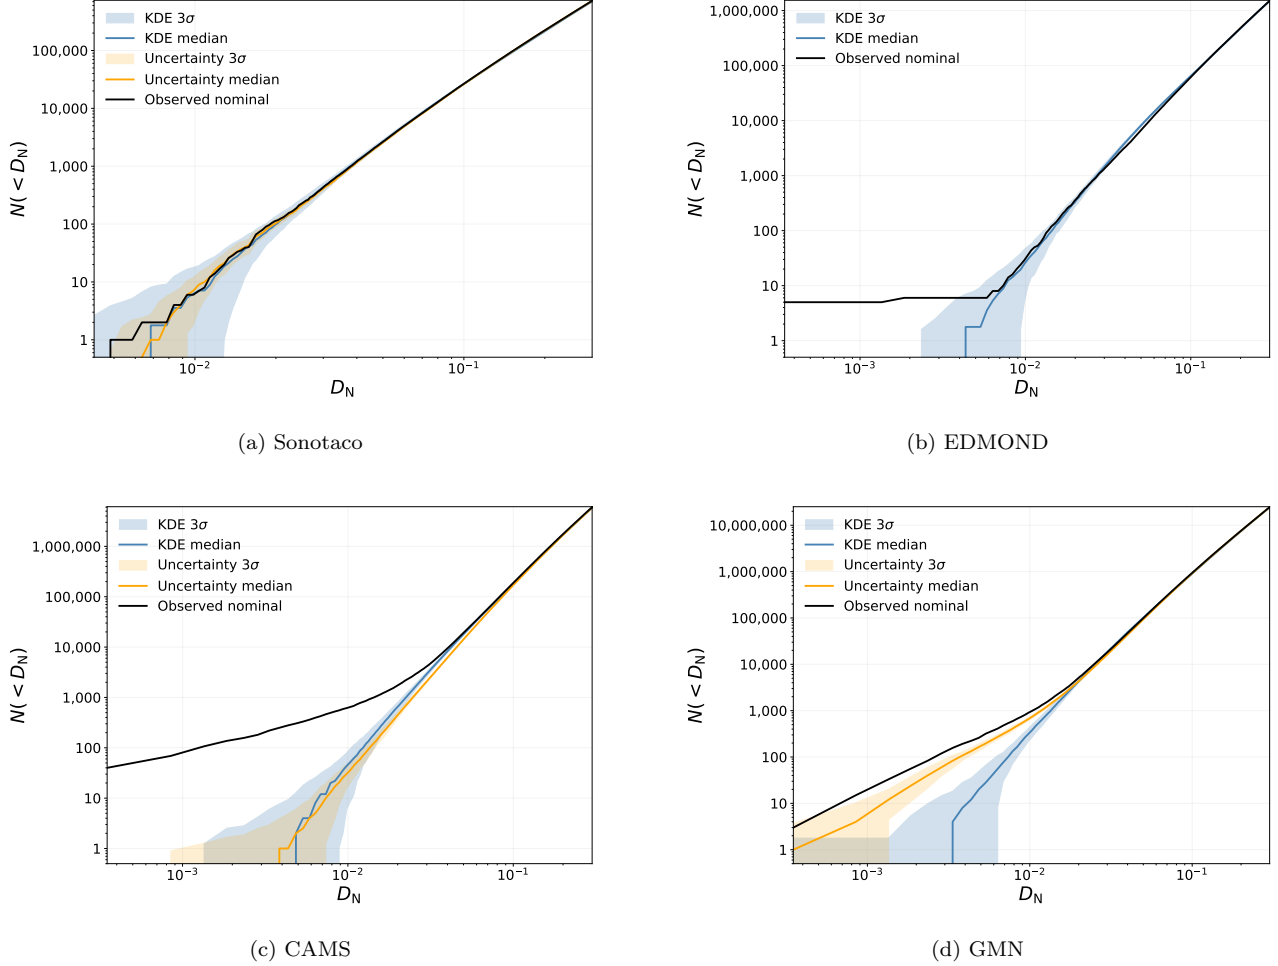 KDE 3σ
KDE median
Uncertainty 3σ
Uncertainty median
Observed nominal
100,000
10,000
1,000
100
10
1
N(< D_N)
10^−2
10^−1
D_N
(a) Sonotaco
KDE 3σ
KDE median
Observed nominal
1,000,000
100,000
10,000
1,000
100
10
1
N(< D_N)
10^−3
10^−2
10^−1
D_N
(b) EDMOND
KDE 3σ
KDE median
Uncertainty 3σ
Uncertainty median
Observed nominal
1,000,000
100,000
10,000
1,000
100
10
1
N(< D_N)
10^−3
10^−2
10^−1
D_N
(c) CAMS
KDE 3σ
KDE median
Uncertainty 3σ
Uncertainty median
Observed nominal
10,000,000
1,000,000
100,000
10,000
1,000
100
10
1
N(< D_N)
10^−3
10^−2
10^−1
D_N
(d) GMN